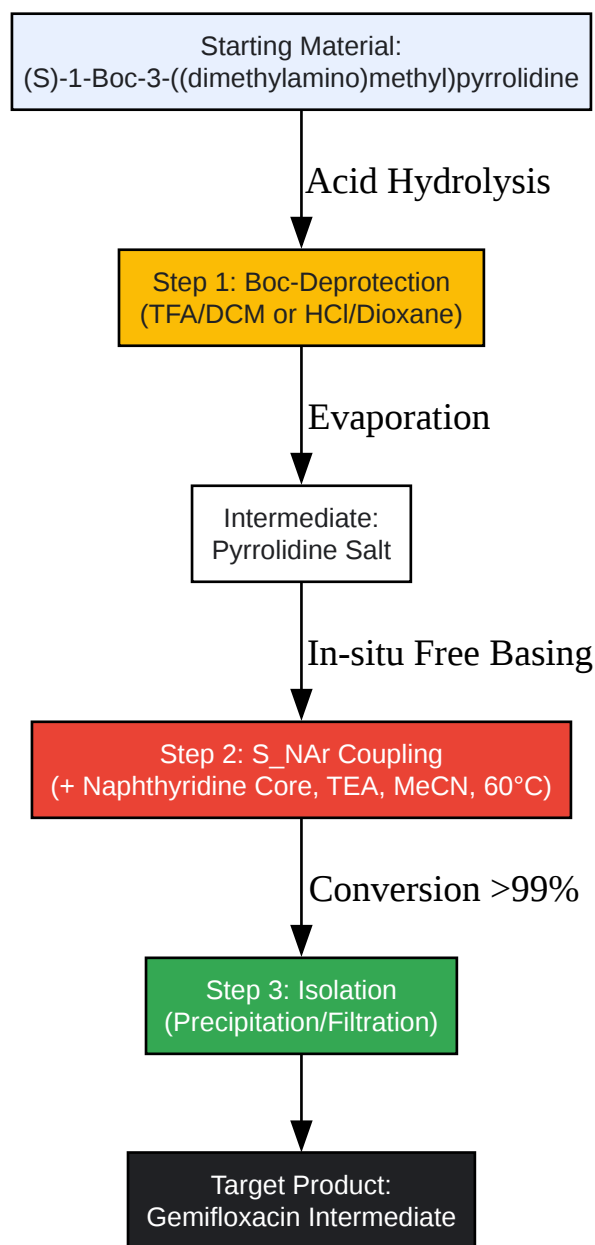 Starting Material:
(S)-1-Boc-3-((dimethylamino)methyl)pyrrolidine
Acid Hydrolysis
Step 1: Boc-Deprotection
(TFA/DCM or HCl/Dioxane)
Evaporation
Intermediate:
Pyrrolidine Salt
In-situ Free Basing
Step 2: S_NAr Coupling
(+ Naphthyridine Core, TEA, MeCN, 60°C)
Conversion >99%
Step 3: Isolation
(Precipitation/Filtration)
Target Product:
Gemifloxacin Intermediate